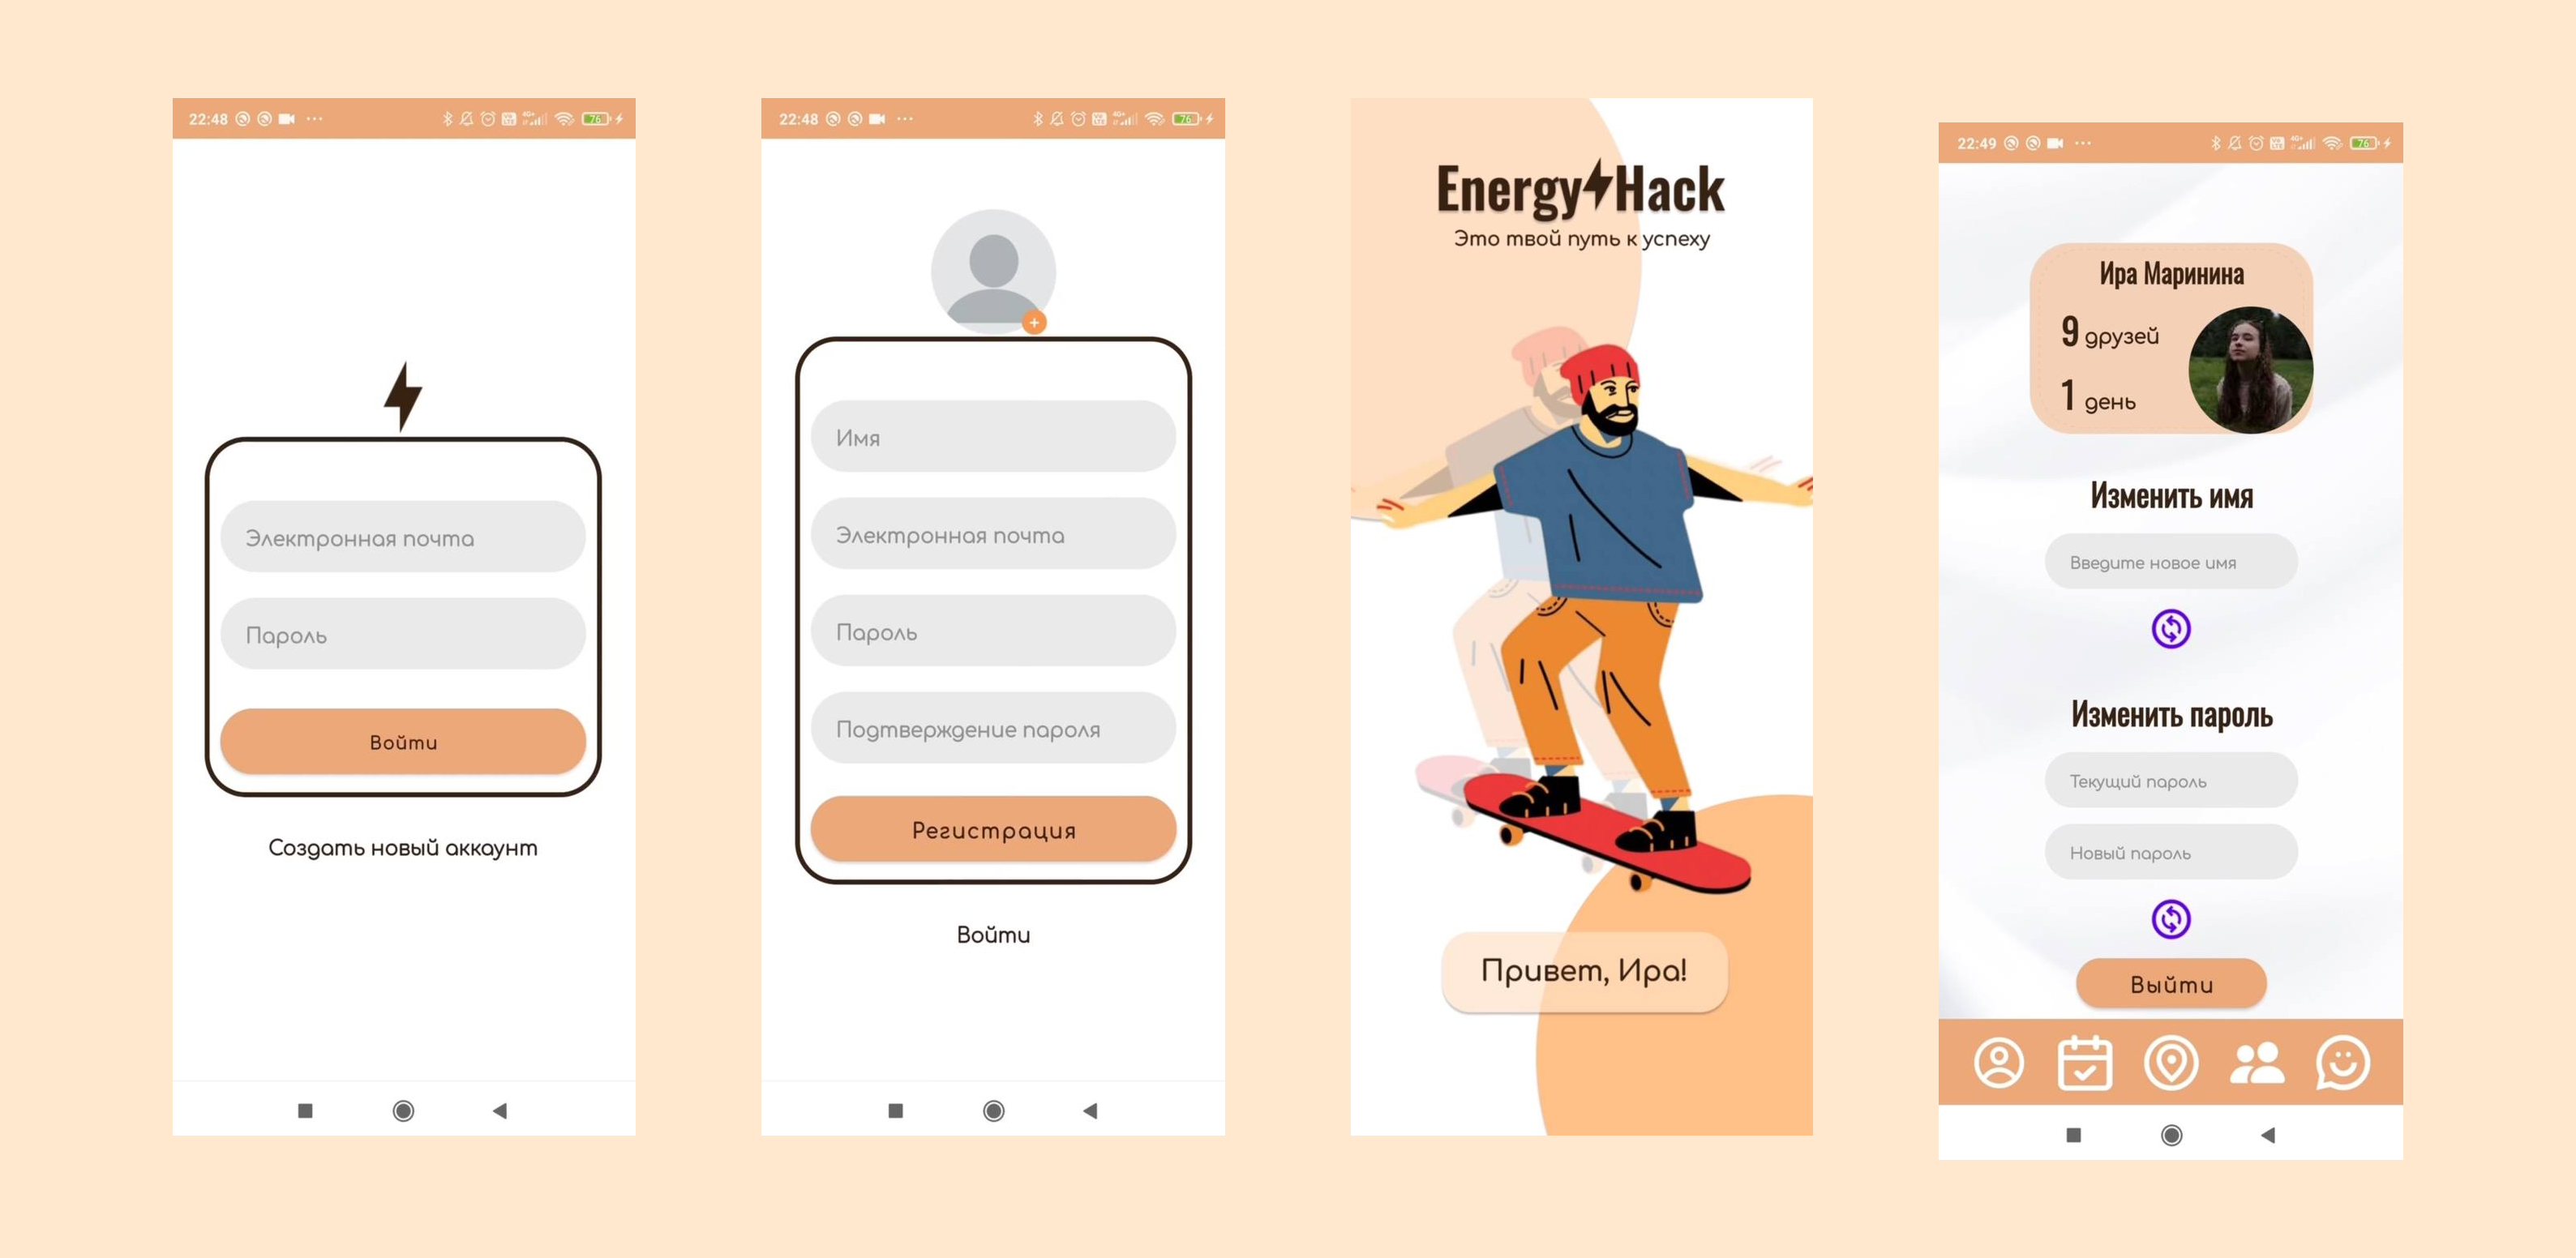 22:48
76
Электронная почта
Пароль
Войти
Создать новый аккаунт
22:48
76
Имя
Электронная почта
Пароль
Подтверждение пароля
Регистрация
Войти
Energy Hack
Это твой путь к успеху
Привет, Ира!
22:49
76
Ира Маринина
9 друзей
1 день
Изменить имя
Введите новое имя
Изменить пароль
Текущий пароль
Новый пароль
Выйти